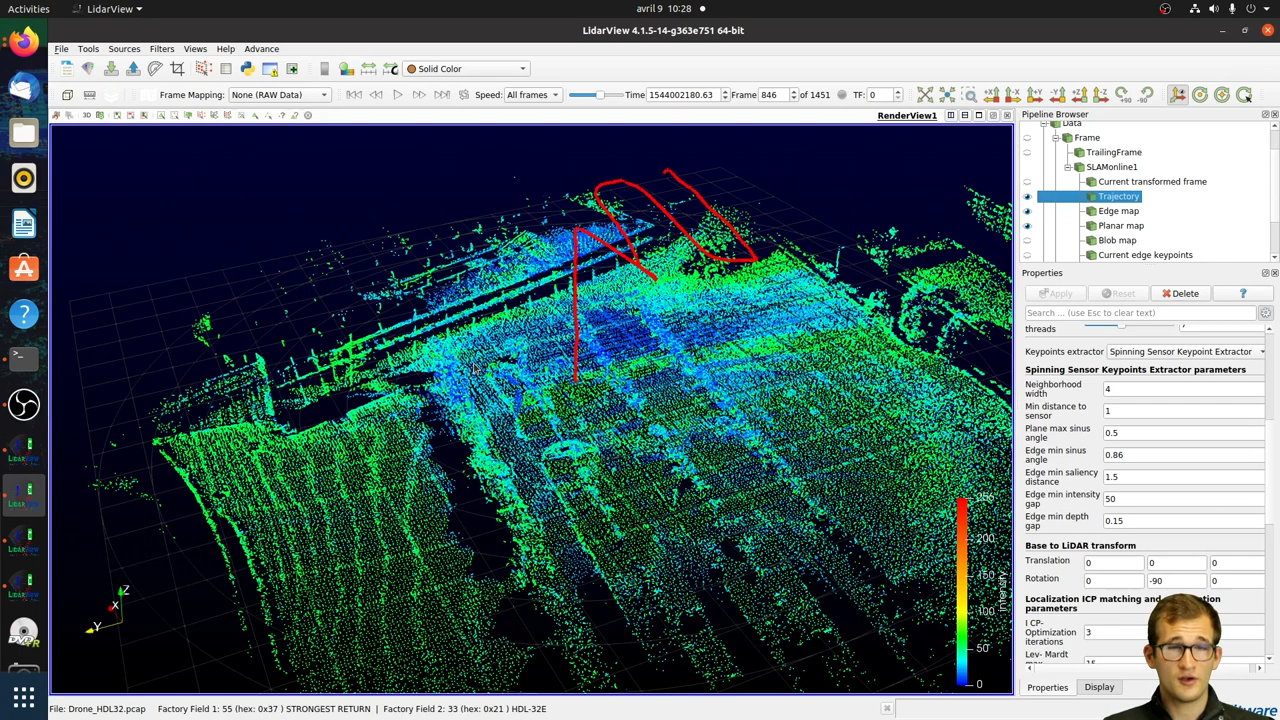 Activities
LidarView
avril 9 10:28
LidarView 4.1.5-14-g363e751 64-bit
File Tools Sources Filters Views Help Advance
Solid Color
Frame Mapping: None (RAW Data)
Speed: All frames
Time 1544002180.63
Frame 846 of 1451
TF: 0
3D
RenderView1
Pipeline Browser
Data
Frame
TrailingFrame
SLAMonline1
Current transformed frame
Trajectory
Edge map
Planar map
Blob map
Current edge keypoints
Properties
Apply Reset Delete ?
Search ... (use Esc to clear text)
threads
Keypoints extractor Spinning Sensor Keypoint Extractor
Spinning Sensor Keypoints Extractor parameters
Neighborhood width 4
Min distance to sensor 1
Plane max sinus angle 0.5
Edge min sinus angle 0.86
Edge min saliency distance 1.5
Edge min intensity gap 50
Edge min depth gap 0.15
Base to LiDAR transform
Translation 0 0 0
Rotation 0 -90 0
Localization ICP matching and
parameters
I CP-Optimization iterations 3
Lev- Mardt
Properties Display
256
200
150
100
50
0
Intensity
Z
X
Y
File: Drone_HDL32.pcap Factory Field 1: 55 (hex: 0x37 ) STRONGEST RETURN | Factory Field 2: 33 (hex: 0x21 ) HDL-32E